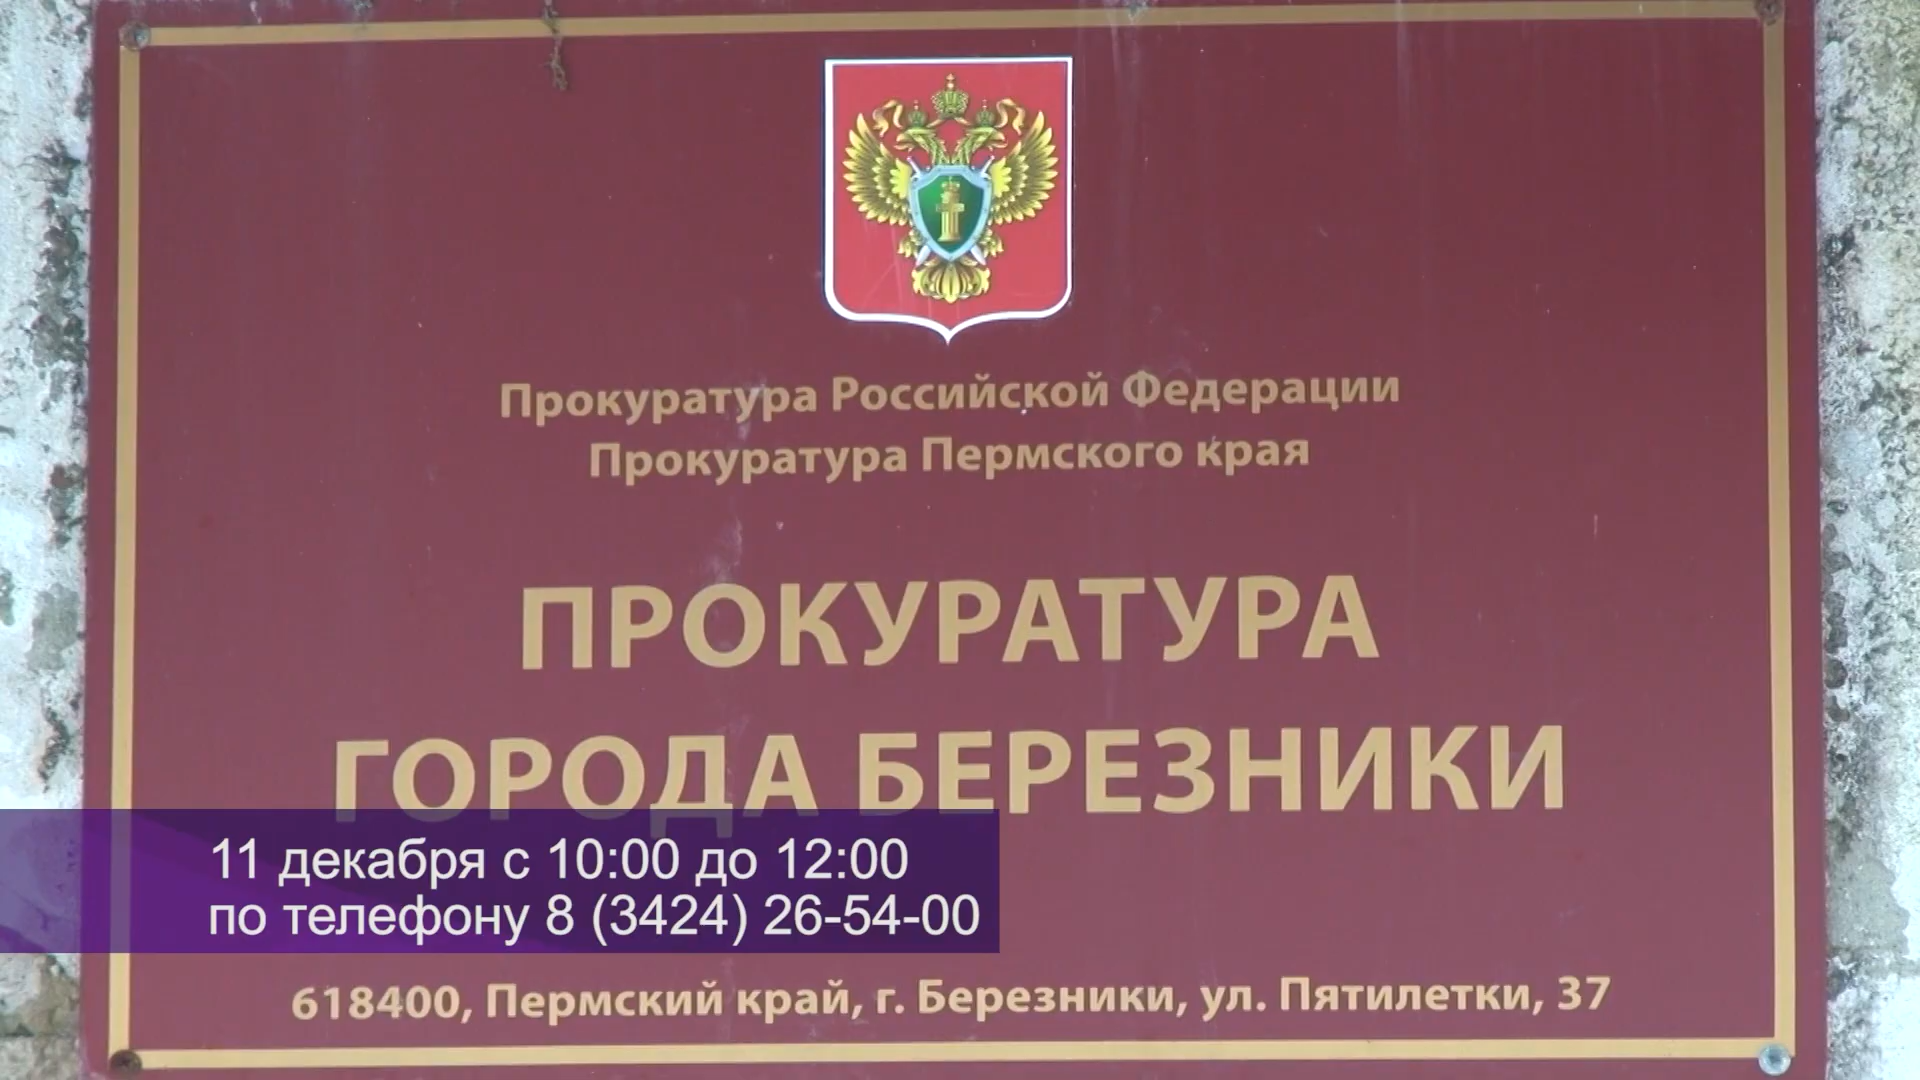 Прокуратура Российской Федерации
Прокуратура Пермского края
ПРОКУРАТУРА
ГОРОДА БЕРЕЗНИКИ
11 декабря с 10:00 до 12:00
по телефону 8 (3424) 26-54-00
618400, Пермский край, г. Березники, ул. Пятилетки, 37